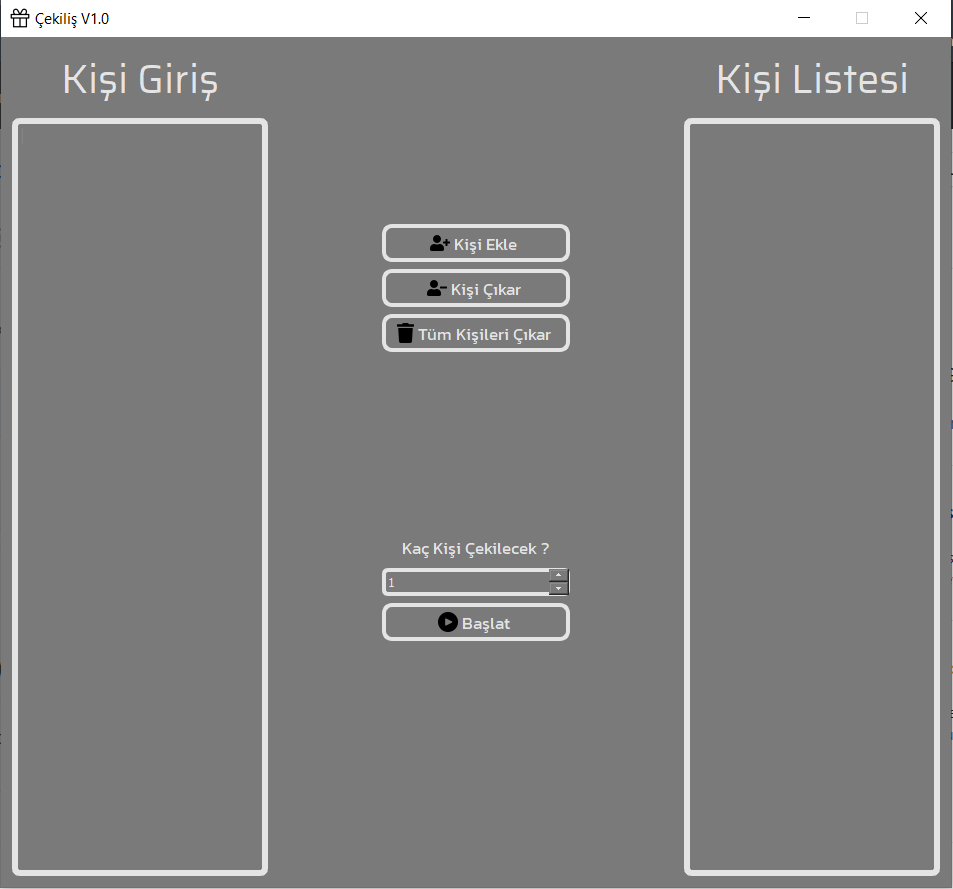 Çekiliş V1.0
Kişi Giriş
Kişi Listesi
Kişi Ekle
Kişi Çıkar
Tüm Kişileri Çıkar
Kaç Kişi Çekilecek ?
1
Başlat